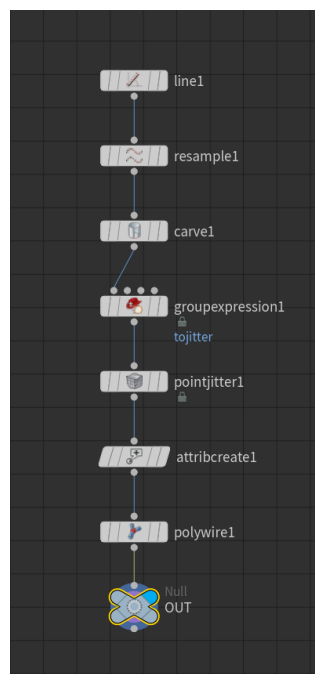 line1
resample1
carve1
groupexpression1
tojitter
pointjitter1
attribcreate1
polywire1
Null
OUT